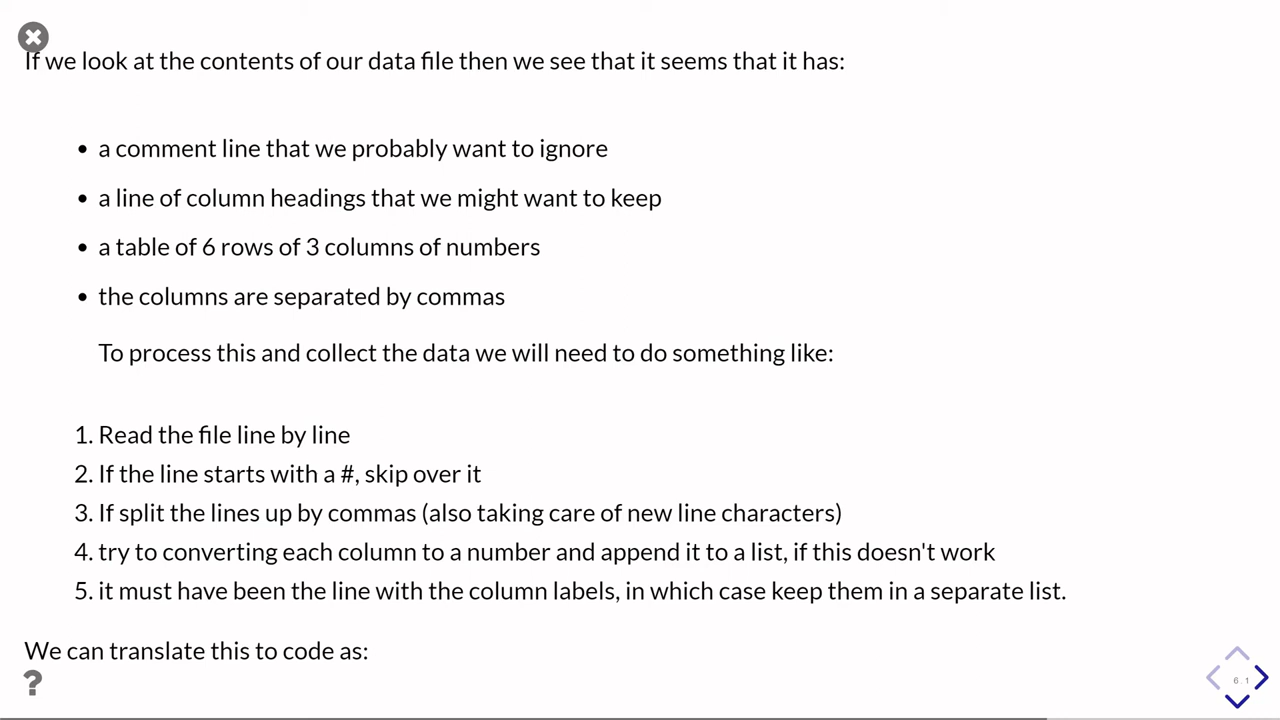 If we look at the contents of our data file then we see that it seems that it has:
• a comment line that we probably want to ignore
• a line of column headings that we might want to keep
• a table of 6 rows of 3 columns of numbers
• the columns are separated by commas
To process this and collect the data we will need to do something like:
1. Read the file line by line
2. If the line starts with a #, skip over it
3. If split the lines up by commas (also taking care of new line characters)
4. try to converting each column to a number and append it to a list, if this doesn't work
5. it must have been the line with the column labels, in which case keep them in a separate list.
We can translate this to code as:
?
6.1